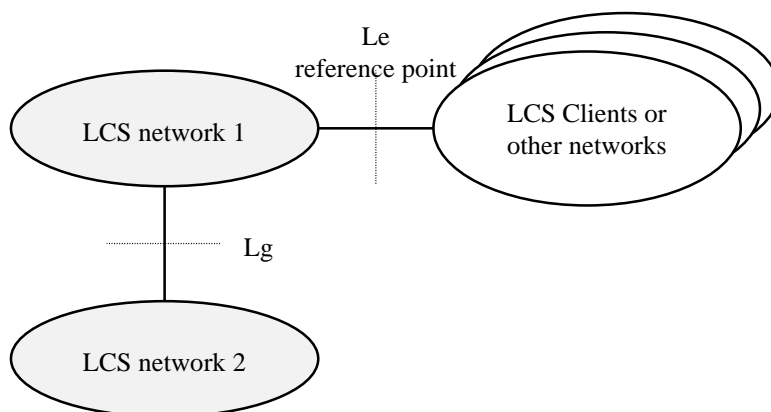 Le
reference point
LCS network 1
LCS Clients or
other networks
Lg
LCS network 2